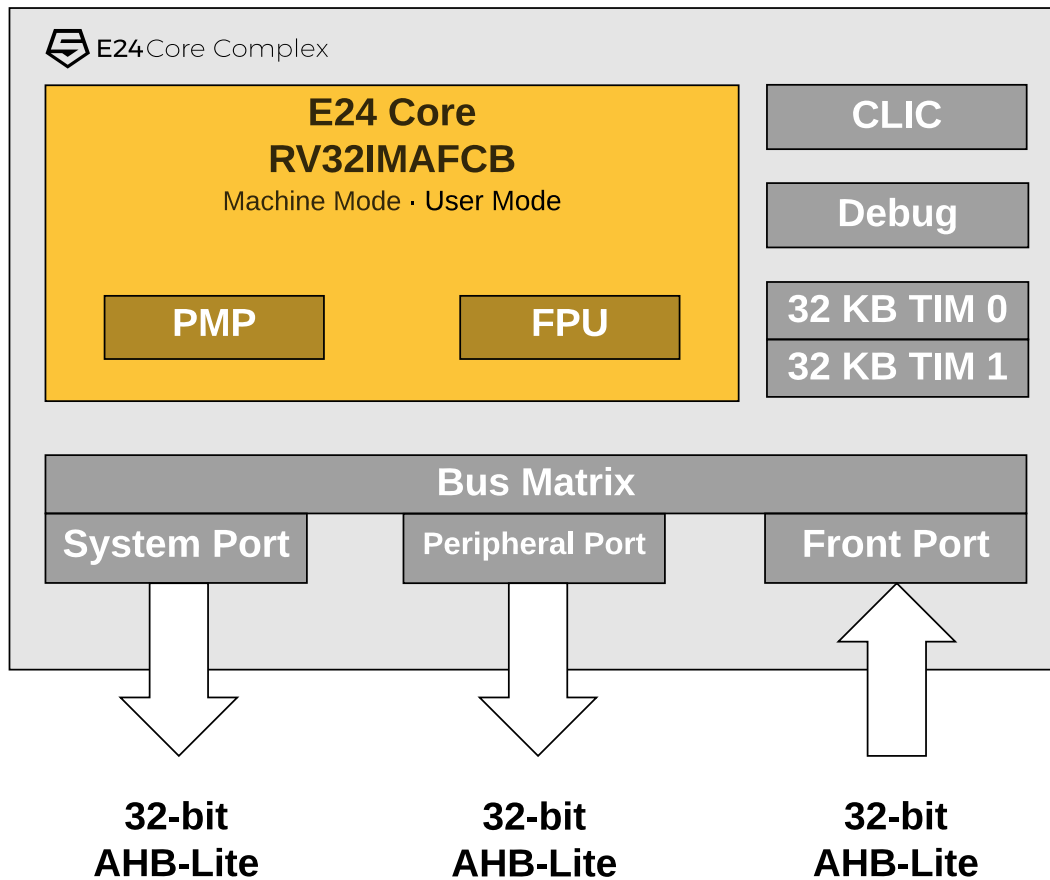 E24 Core Complex
E24 Core
RV32IMAFCB
Machine Mode · User Mode
PMP
FPU
CLIC
Debug
32 KB TIM 0
32 KB TIM 1
Bus Matrix
System Port
Peripheral Port
Front Port
32-bit
AHB-Lite
32-bit
AHB-Lite
32-bit
AHB-Lite